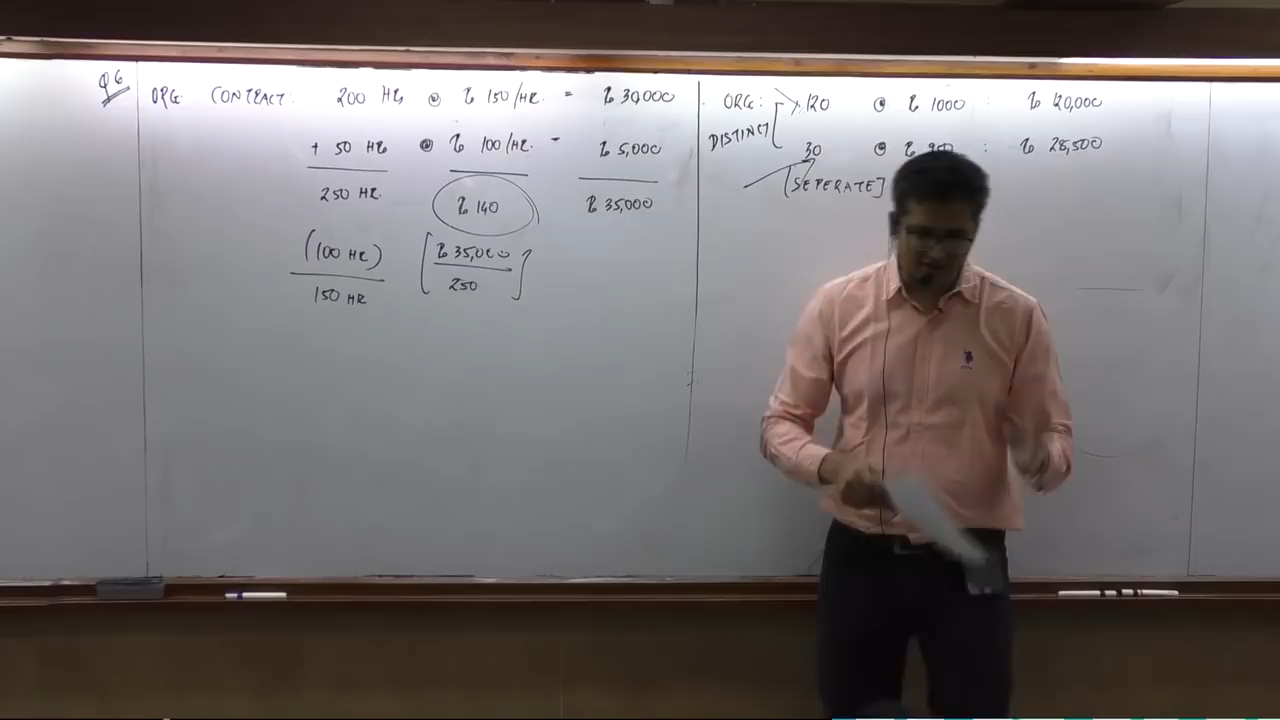 Q6
ORG. CONTRACT: 200 HR @ ₹ 150/HR. = ₹ 30,000
+ 50 HR @ ₹ 100/HR. = ₹ 5,000
250 HR. ₹ 140 ₹ 35,000
(100 HR) [₹ 35,000
150 HR 250]
ORG: 120 @ ₹ 1000 : ₹ 120,000
DISTINCT
30 @ ₹ : ₹ 28,500
[SEPERATE]